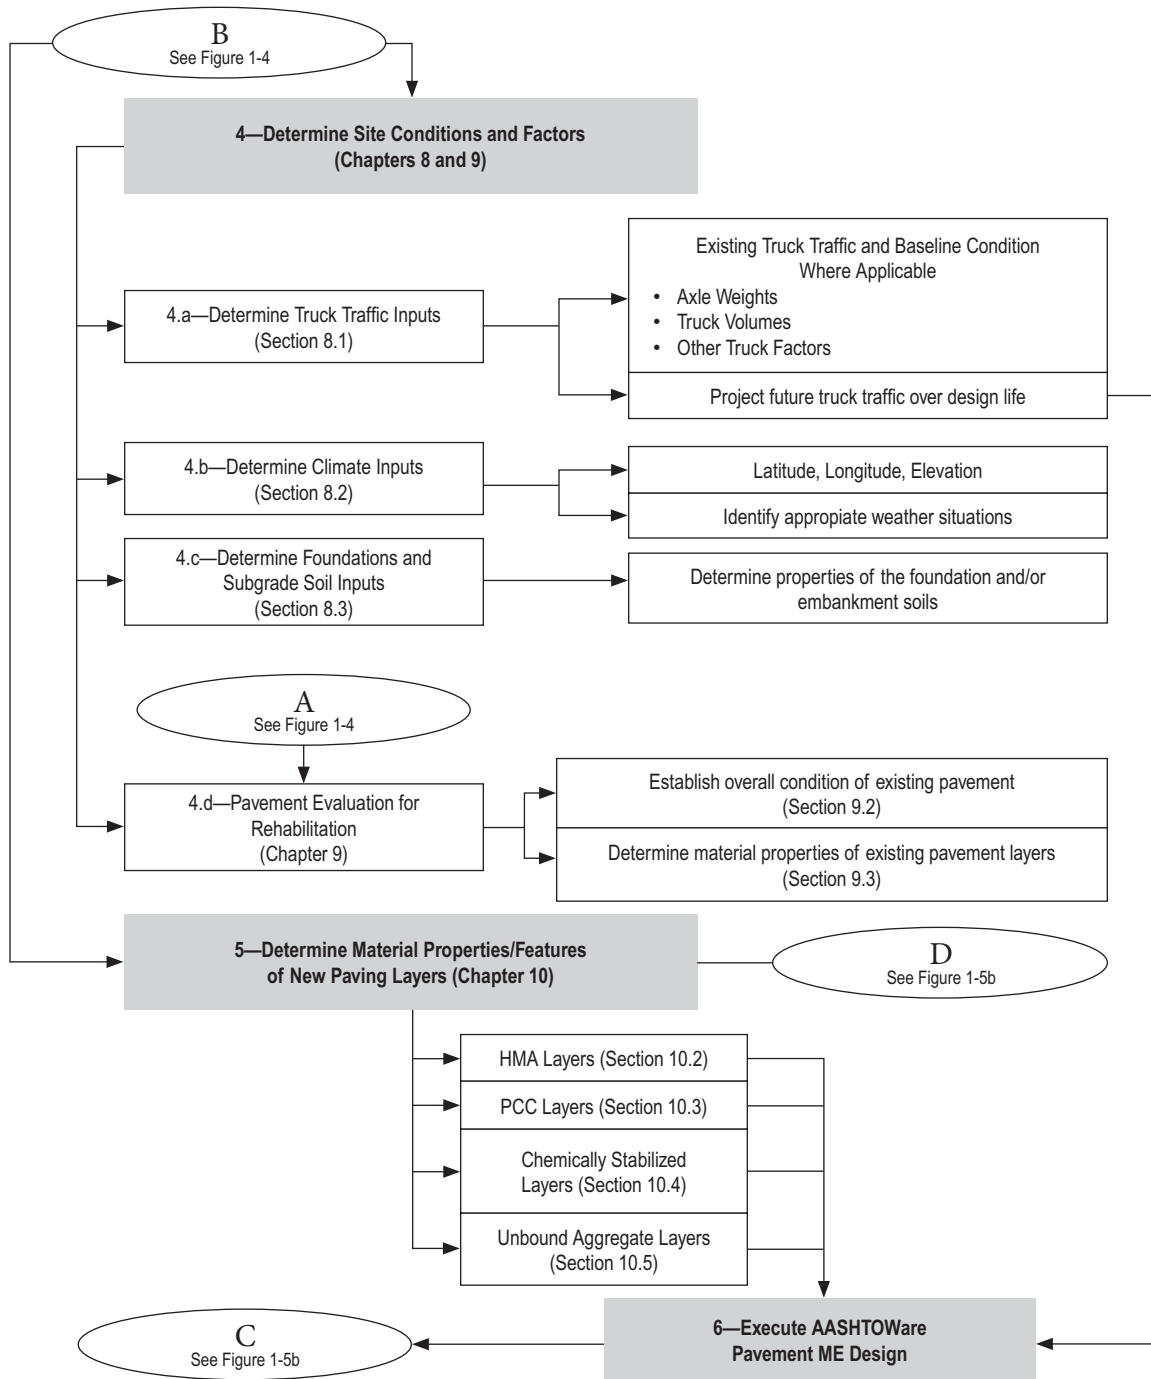 B
See Figure 1-4
4—Determine Site Conditions and Factors
(Chapters 8 and 9)
Existing Truck Traffic and Baseline Condition
Where Applicable
• Axle Weights
• Truck Volumes
• Other Truck Factors
4.a—Determine Truck Traffic Inputs
(Section 8.1)
Project future truck traffic over design life
4.b—Determine Climate Inputs
(Section 8.2)
Latitude, Longitude, Elevation
Identify appropiate weather situations
4.c—Determine Foundations and
Subgrade Soil Inputs
(Section 8.3)
Determine properties of the foundation and/or
embankment soils
A
See Figure 1-4
4.d—Pavement Evaluation for
Rehabilitation
(Chapter 9)
Establish overall condition of existing pavement
(Section 9.2)
Determine material properties of existing pavement layers
(Section 9.3)
5—Determine Material Properties/Features
of New Paving Layers (Chapter 10)
D
See Figure 1-5b
HMA Layers (Section 10.2)
PCC Layers (Section 10.3)
Chemically Stabilized
Layers (Section 10.4)
Unbound Aggregate Layers
(Section 10.5)
6—Execute AASHTOWare
Pavement ME Design
C
See Figure 1-5b